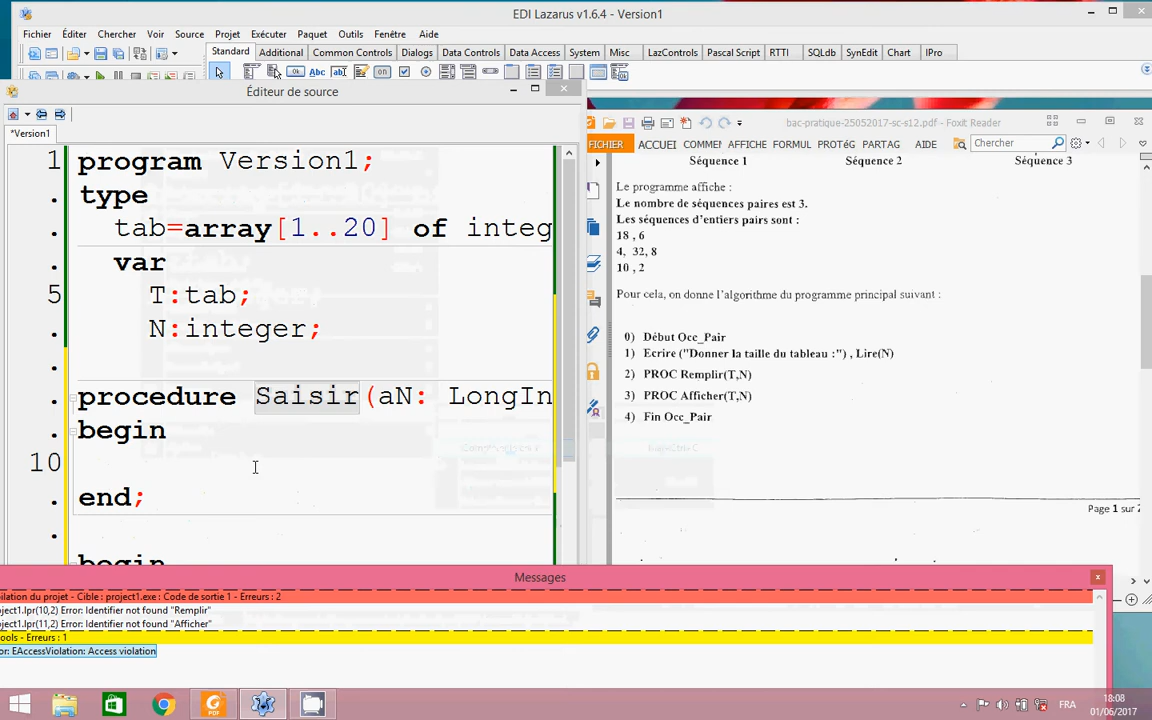 EDI Lazarus v1.6.4 - Version1
Fichier Éditer Chercher Voir Source Projet Exécuter Paquet Outils Fenêtre Aide
Standard Additional Common Controls Dialogs Data Controls Data Access System Misc LazControls Pascal Script RTTI SQLdb SynEdit Chart IPro
Éditeur de source
*Version1
1 program Version1;
. type
. tab=array[1..20] of integ
. var
5 T:tab;
. N:integer;
. procedure Saisir(aN: LongIn
. begin
10
. end;
. begin
bac-pratique-25052017-sc-s12.pdf - Foxit Reader
FICHIER ACCUEI COMMEN AFFICHE FORMUL PROTÉG PARTAG AIDE
Chercher
Séquence 1 Séquence 2 Séquence 3
Le programme affiche :
Le nombre de séquences paires est 3.
Les séquences d'entiers pairs sont :
18 , 6
4, 32, 8
10 , 2
Pour cela, on donne l'algorithme du programme principal suivant :
0) Début Occ_Pair
1) Ecrire ("Donner la taille du tableau :") , Lire(N)
2) PROC Remplir(T,N)
3) PROC Afficher(T,N)
4) Fin Occ_Pair
Page 1 sur 2
Messages
pilation du projet - Cible : project1.exe : Code de sortie 1 - Erreurs : 2
ject1.lpr(10,2) Error: Identifier not found "Remplir"
ject1.lpr(11,2) Error: Identifier not found "Afficher"
ools - Erreurs : 1
or: EAccessViolation: Access violation
FRA
18:08
01/06/2017